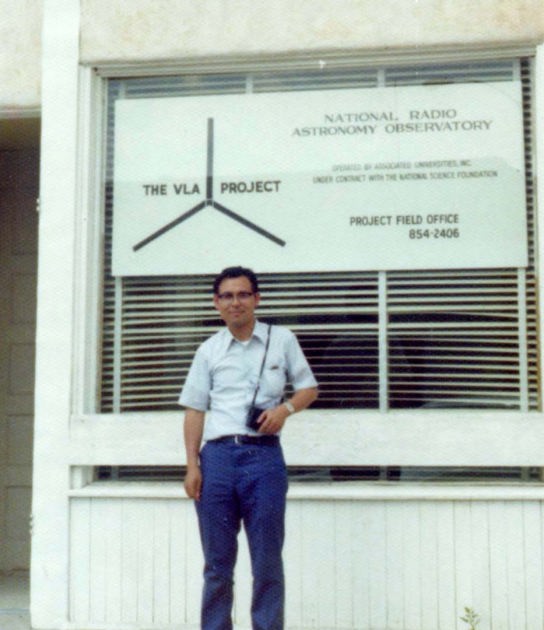 THE VLA PROJECT
NATIONAL RADIO
ASTRONOMY OBSERVATORY
OPERATED BY ASSOCIATED UNIVERSITIES, INC.
UNDER CONTRACT WITH THE NATIONAL SCIENCE FOUNDATION
PROJECT FIELD OFFICE
854-2406